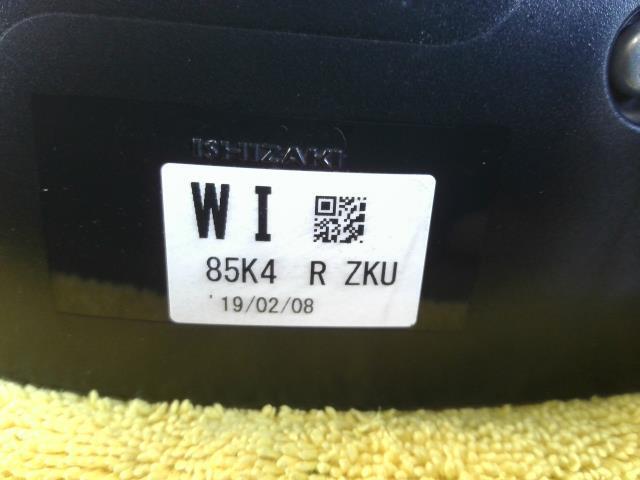 ISHIZAKI
W I
85K4 R ZKU
'19/02/08